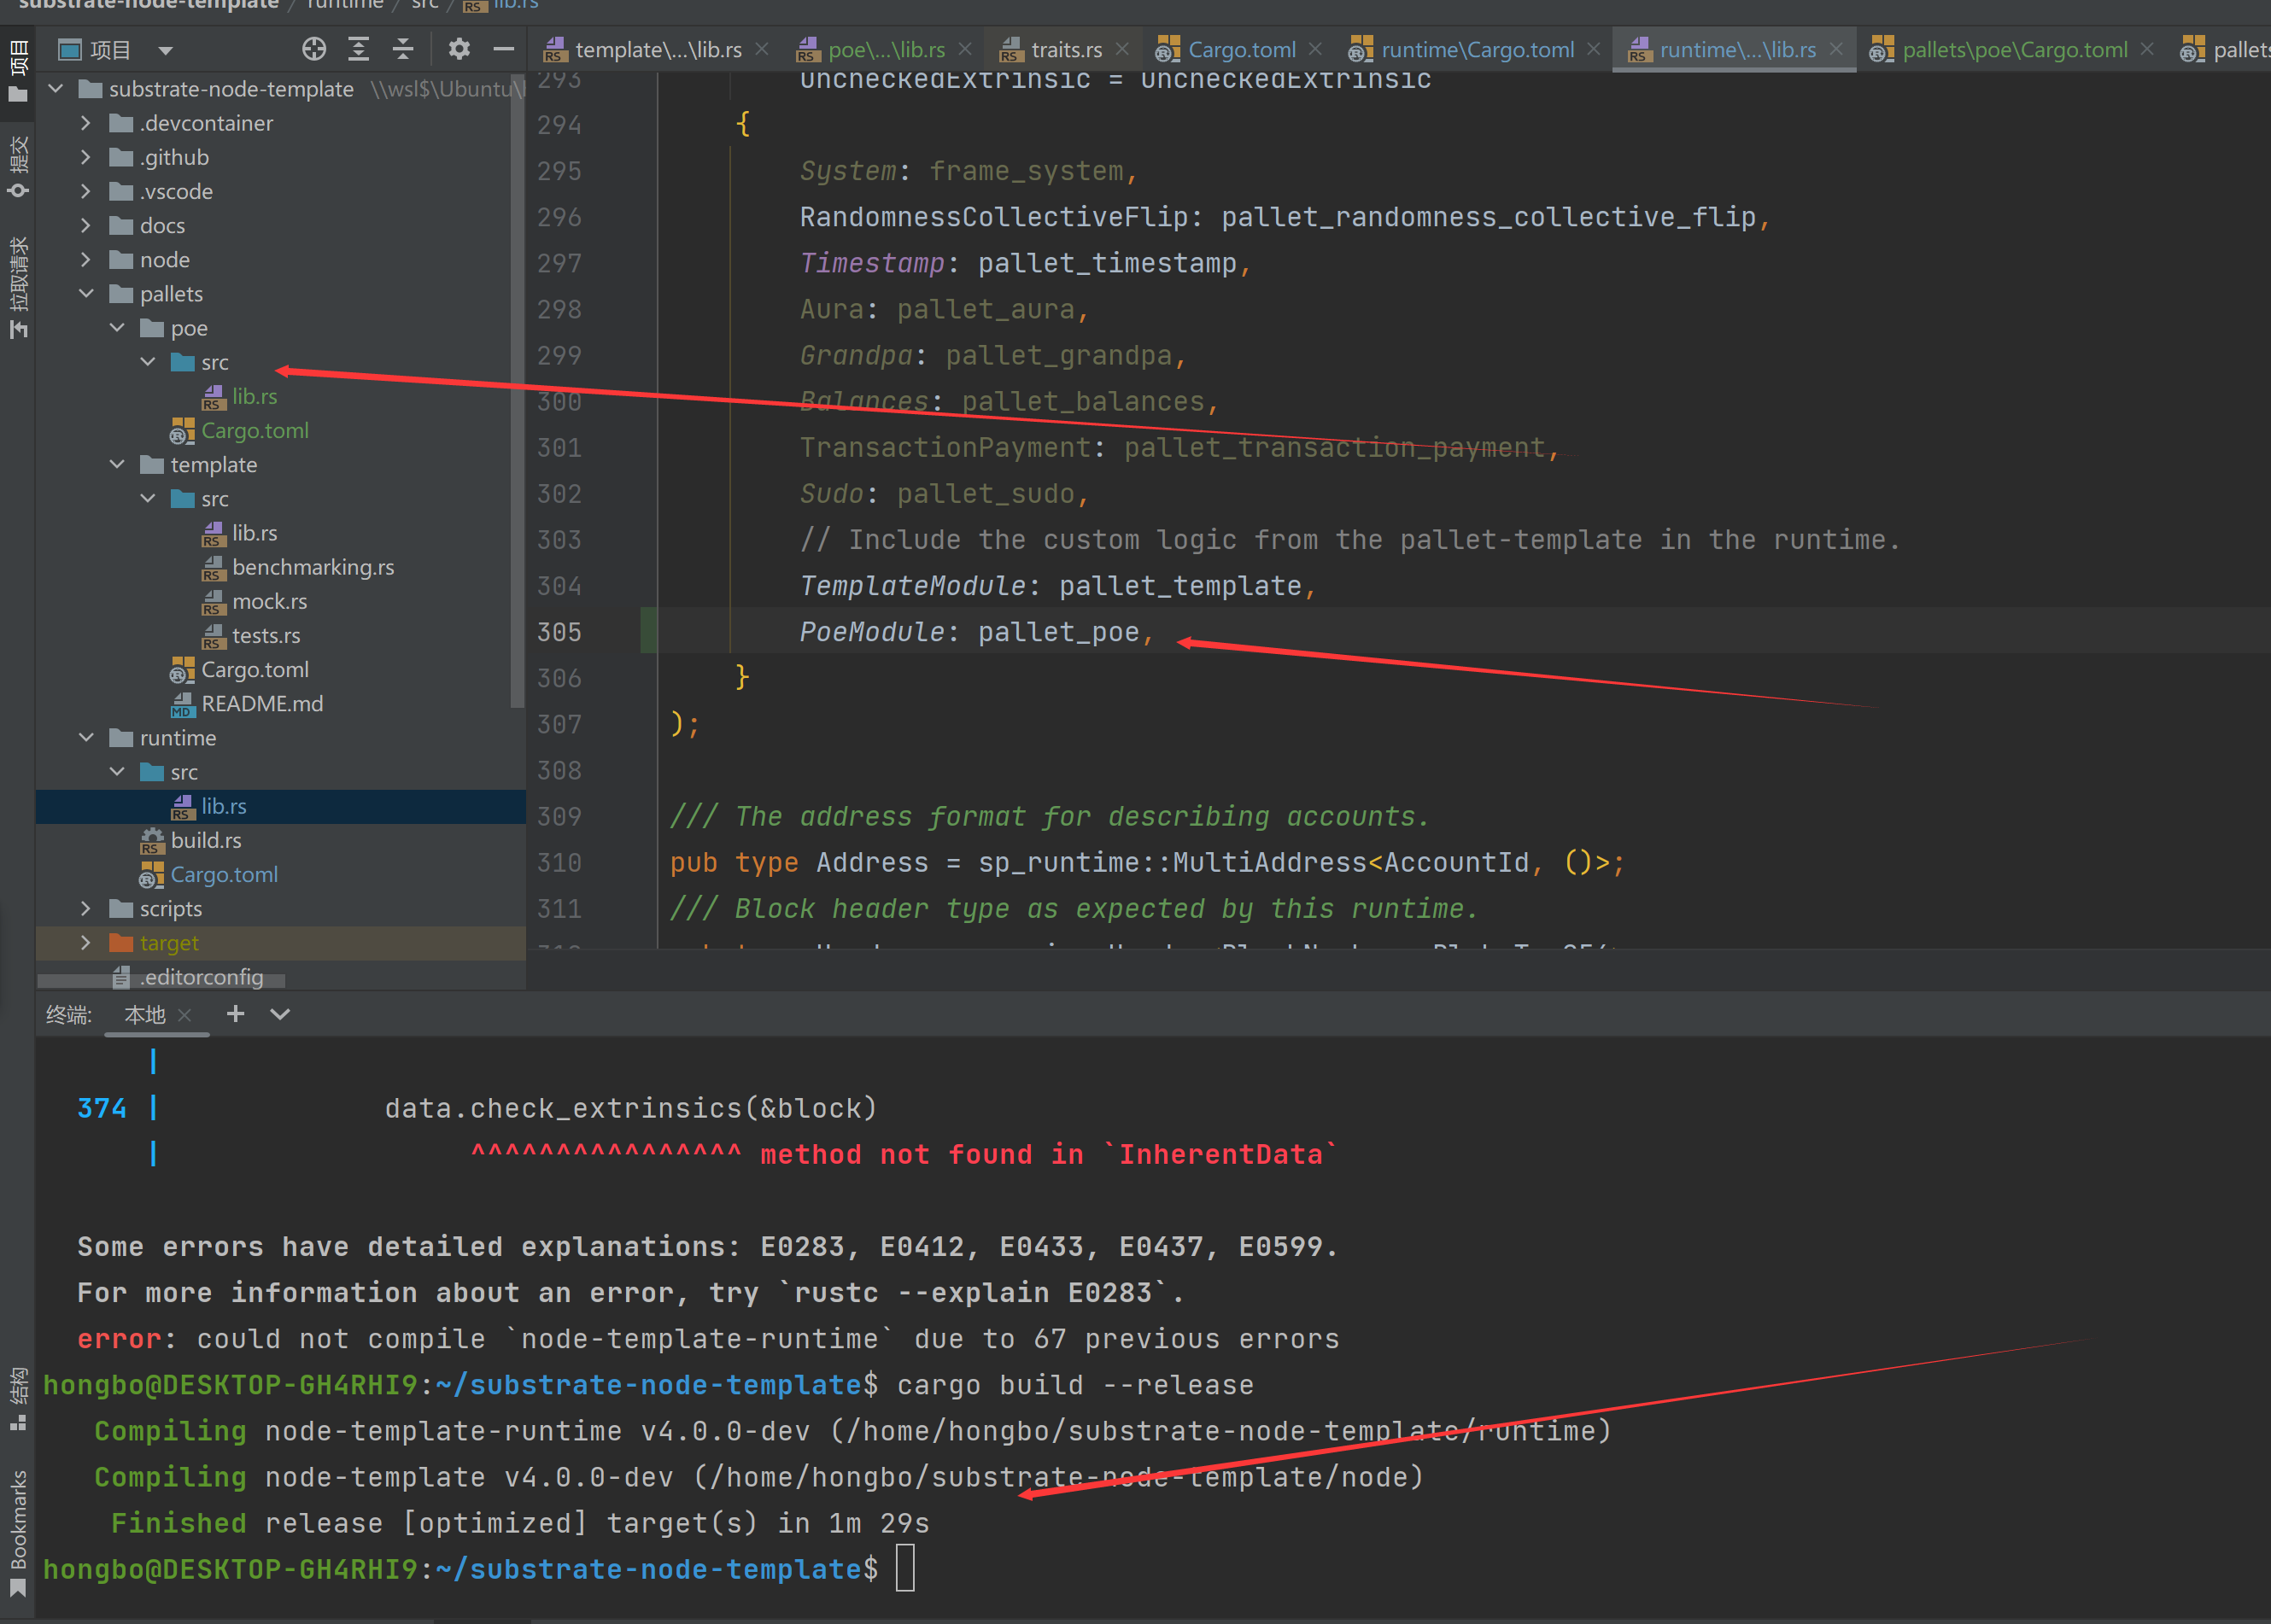 substrate-node-template / runtime / src / lib.rs
项目
template\...\lib.rs
poe\...\lib.rs
traits.rs
Cargo.toml
runtime\Cargo.toml
runtime\...\lib.rs
pallets\poe\Cargo.toml
项目
提交
拉取请求
结构
Bookmarks
substrate-node-template \\wsl$\Ubuntu\
.devcontainer
.github
.vscode
docs
node
pallets
poe
src
lib.rs
Cargo.toml
template
src
lib.rs
benchmarking.rs
mock.rs
tests.rs
Cargo.toml
README.md
runtime
src
lib.rs
build.rs
Cargo.toml
scripts
target
.editorconfig
293 UncheckedExtrinsic = UncheckedExtrinsic
294 {
295 System: frame_system,
296 RandomnessCollectiveFlip: pallet_randomness_collective_flip,
297 Timestamp: pallet_timestamp,
298 Aura: pallet_aura,
299 Grandpa: pallet_grandpa,
300 Balances: pallet_balances,
301 TransactionPayment: pallet_transaction_payment,
302 Sudo: pallet_sudo,
303 // Include the custom logic from the pallet-template in the runtime.
304 TemplateModule: pallet_template,
305 PoeModule: pallet_poe,
306 }
307 );
308
309 /// The address format for describing accounts.
310 pub type Address = sp_runtime::MultiAddress<AccountId, ()>;
311 /// Block header type as expected by this runtime.
终端: 本地
|
374 | data.check_extrinsics(&block)
| ^^^^^^^^^^^^^^^^ method not found in `InherentData`
Some errors have detailed explanations: E0283, E0412, E0433, E0437, E0599.
For more information about an error, try `rustc --explain E0283`.
error: could not compile `node-template-runtime` due to 67 previous errors
hongbo@DESKTOP-GH4RHI9:~/substrate-node-template$ cargo build --release
Compiling node-template-runtime v4.0.0-dev (/home/hongbo/substrate-node-template/runtime)
Compiling node-template v4.0.0-dev (/home/hongbo/substrate-node-template/node)
Finished release [optimized] target(s) in 1m 29s
hongbo@DESKTOP-GH4RHI9:~/substrate-node-template$